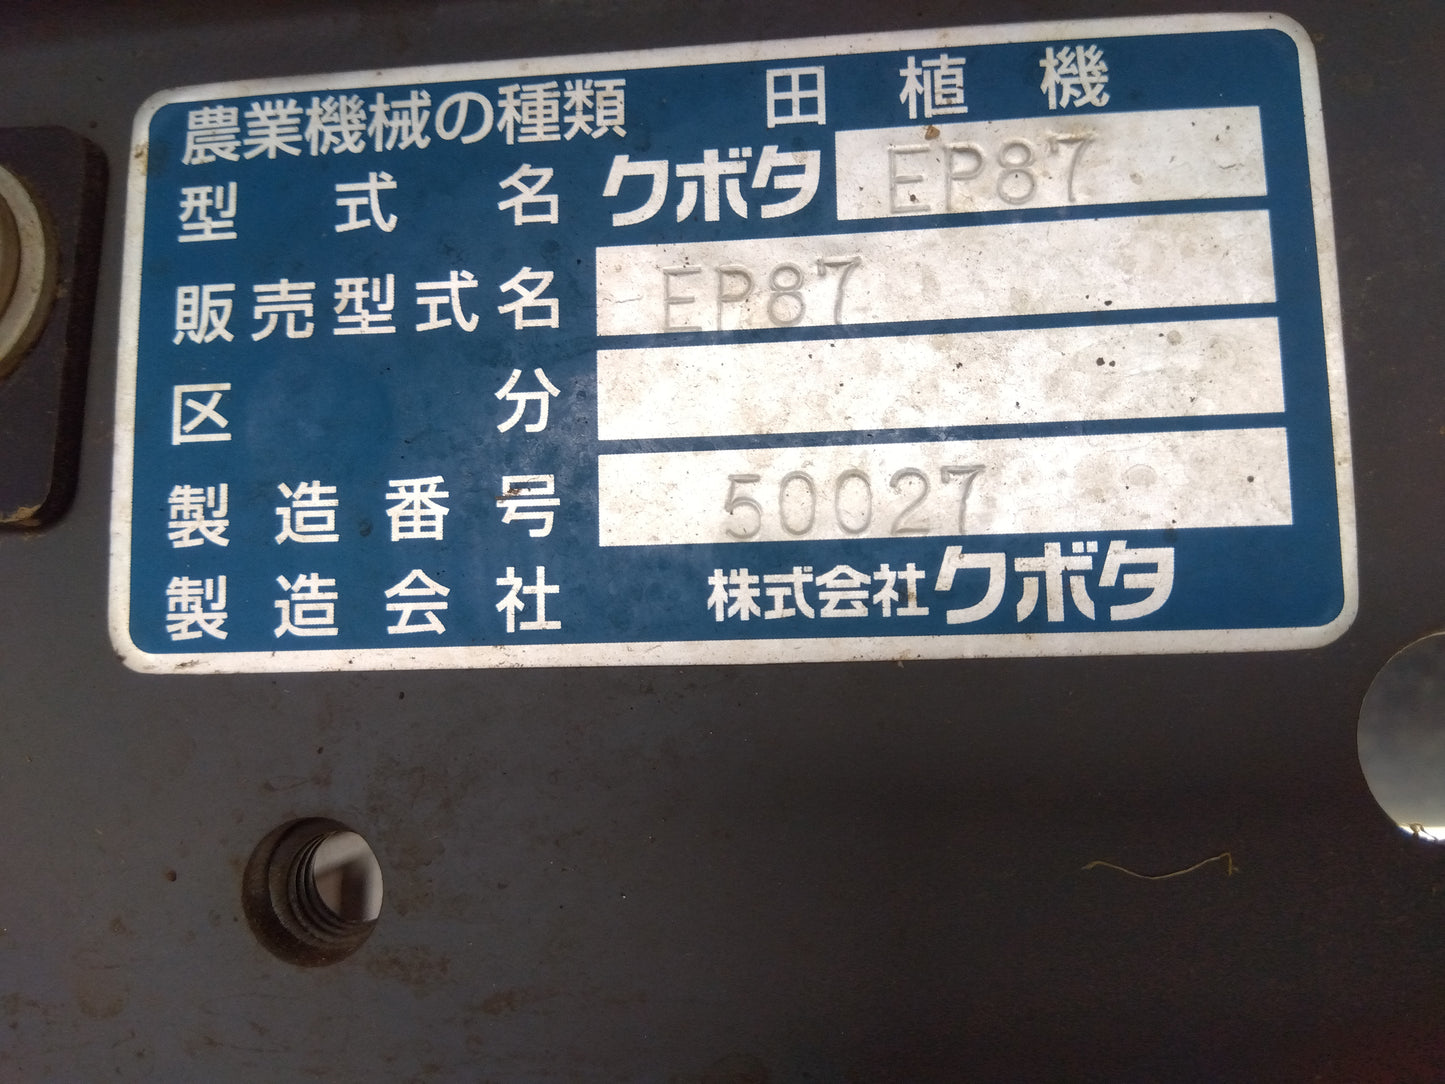 農業機械の種類 田植機
型式名 クボタ EP87
販売型式名 EP87
区分
製造番号 50027
製造会社 株式会社クボタ